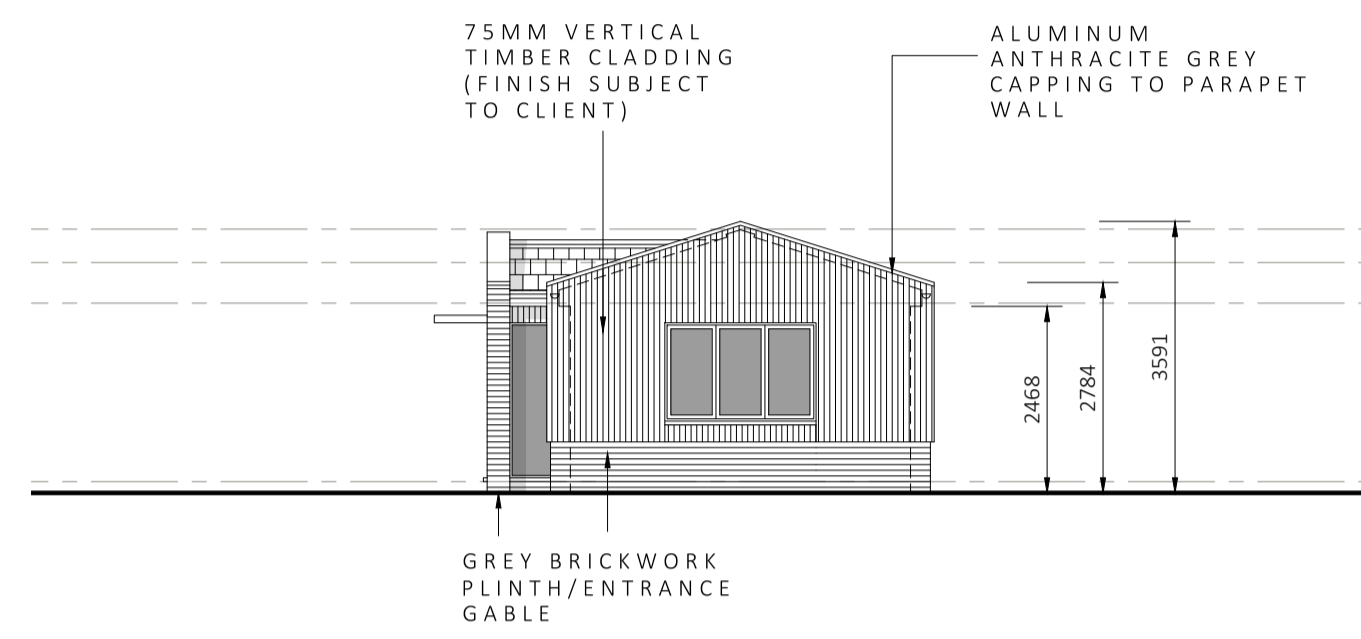 75MM VERTICAL
TIMBER CLADDING
(FINISH SUBJECT
TO CLIENT)
ALUMINUM
ANTHRACITE GREY
CAPPING TO PARAPET
WALL
2468
2784
3591
GREY BRICKWORK
PLINTH/ENTRANCE
GABLE